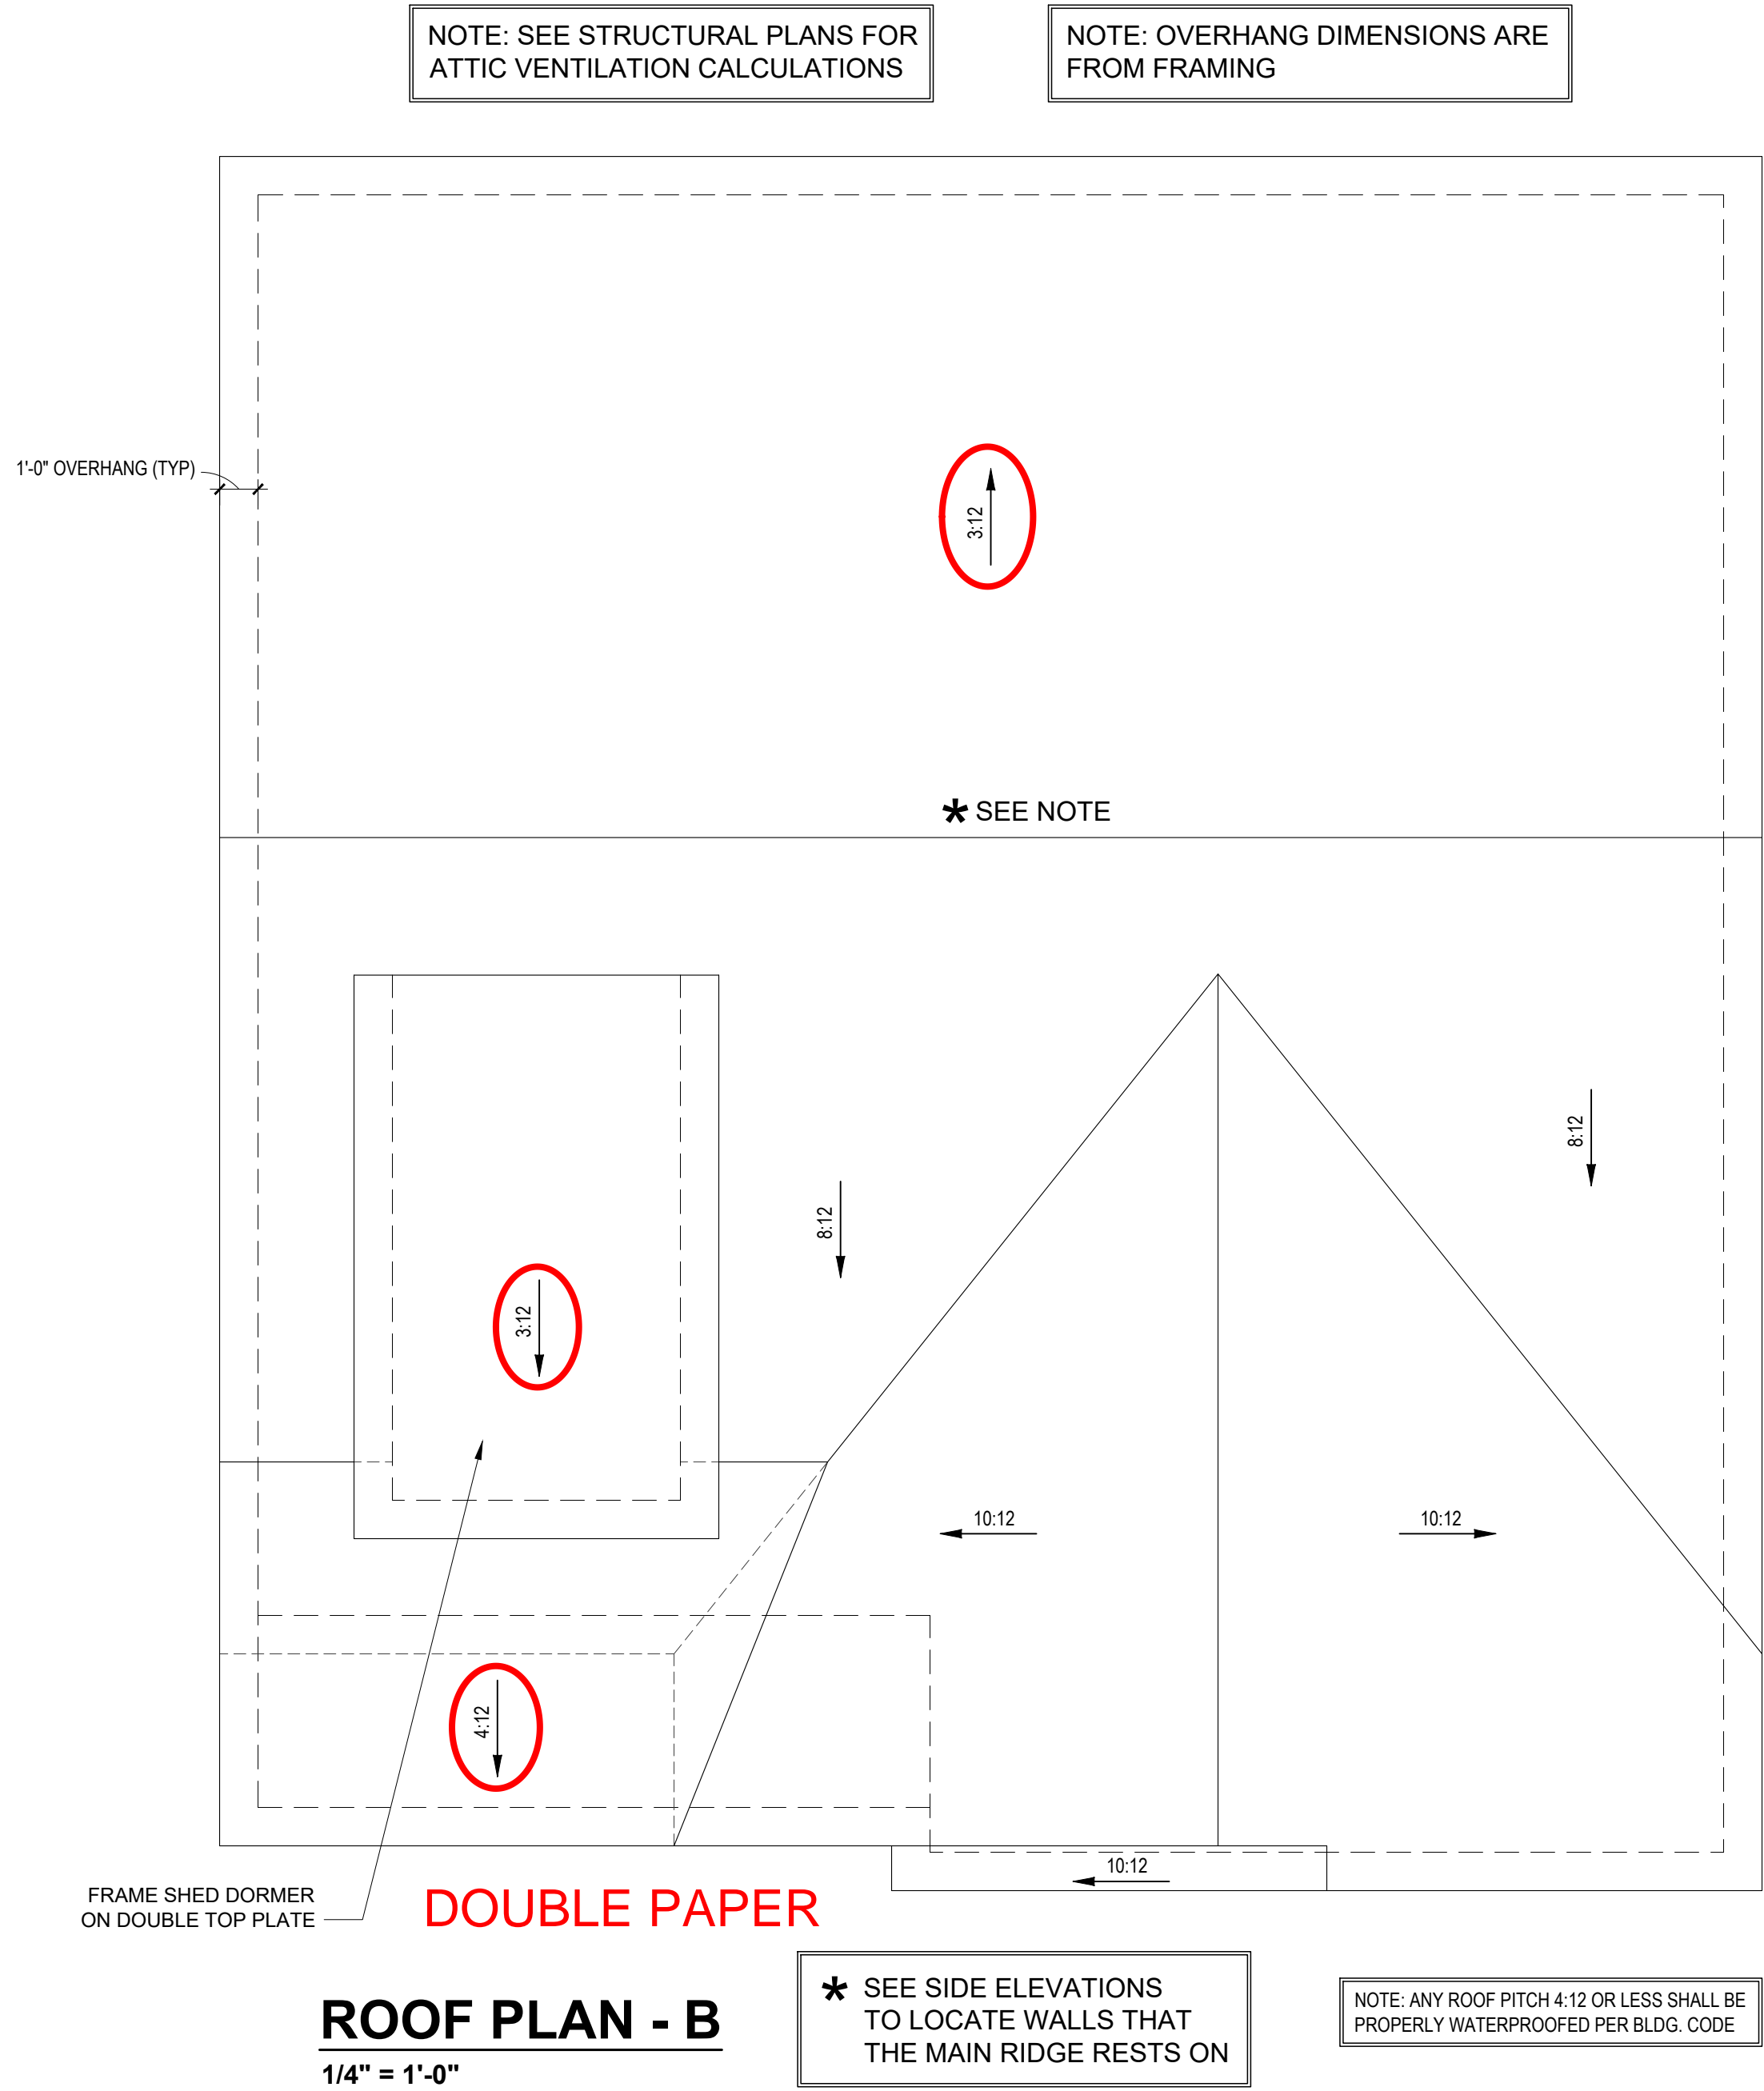 NOTE: SEE STRUCTURAL PLANS FOR
ATTIC VENTILATION CALCULATIONS
NOTE: OVERHANG DIMENSIONS ARE
FROM FRAMING
1'-0" OVERHANG (TYP)
3:12
* SEE NOTE
8:12
8:12
3:12
10:12
10:12
4:12
10:12
FRAME SHED DORMER
ON DOUBLE TOP PLATE
DOUBLE PAPER
ROOF PLAN - B
1/4" = 1'-0"
* SEE SIDE ELEVATIONS
TO LOCATE WALLS THAT
THE MAIN RIDGE RESTS ON
NOTE: ANY ROOF PITCH 4:12 OR LESS SHALL BE
PROPERLY WATERPROOFED PER BLDG. CODE